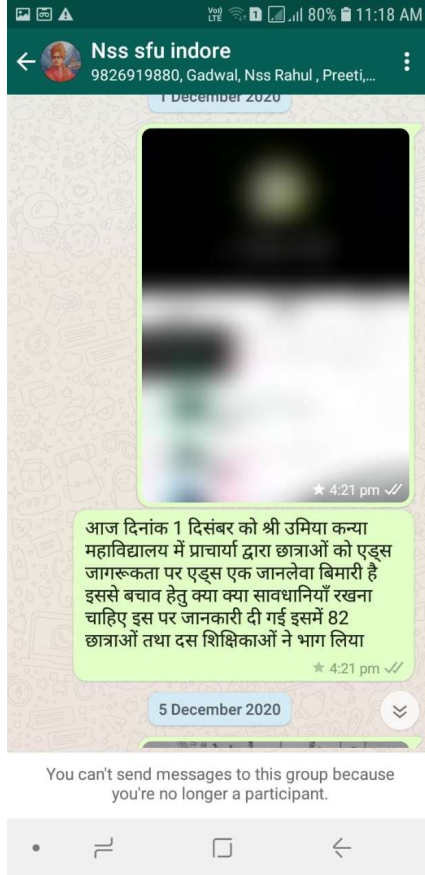 80% 11:18 AM
Nss sfu indore
9826919880, Gadwal, Nss Rahul , Preeti,...
1 December 2020
4:21 pm
आज दिनांक 1 दिसंबर को श्री उमिया कन्या
महाविद्यालय में प्राचार्या द्वारा छात्राओं को एड्स
जागरूकता पर एड्स एक जानलेवा बिमारी है
इससे बचाव हेतु क्या क्या सावधानियाँ रखना
चाहिए इस पर जानकारी दी गई इसमें 82
छात्राओं तथा दस शिक्षिकाओं ने भाग लिया
4:21 pm
5 December 2020
You can't send messages to this group because
you're no longer a participant.